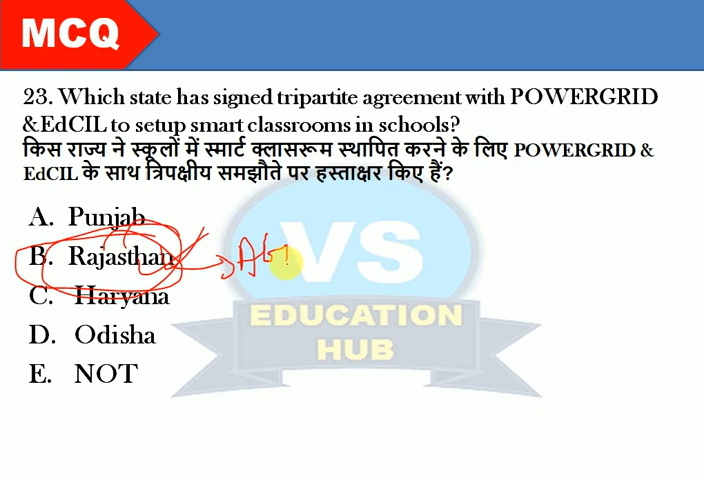 MCQ
23. Which state has signed tripartite agreement with POWERGRID
&EdCIL to setup smart classrooms in schools?
किस राज्य ने स्कूलों में स्मार्ट क्लासरूम स्थापित करने के लिए POWERGRID &
EdCIL के साथ त्रिपक्षीय समझौते पर हस्ताक्षर किए हैं?
A. Punjab
B. Rajasthan
C. Haryana
D. Odisha
E. NOT
VS
EDUCATION
HUB